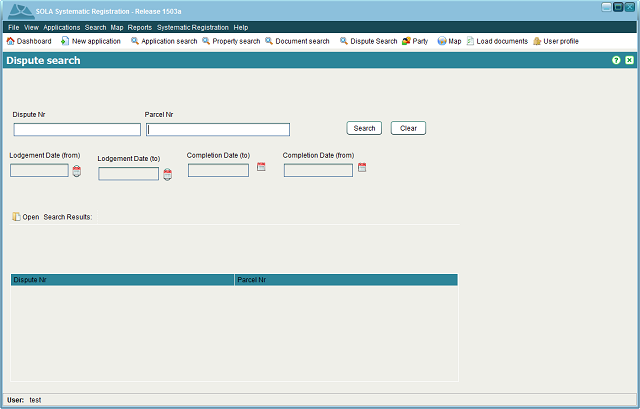 SOLA Systematic Registration - Release 1503a
File View Applications Search Map Reports Systematic Registration Help
Dashboard New application Application search Property search Document search Dispute Search Party Map Load documents User profile
Dispute search
Dispute Nr Parcel Nr
Search Clear
Lodgement Date (from) Lodgement Date (to) Completion Date (to) Completion Date (from)
Open Search Results:
Dispute Nr Parcel Nr
User: test